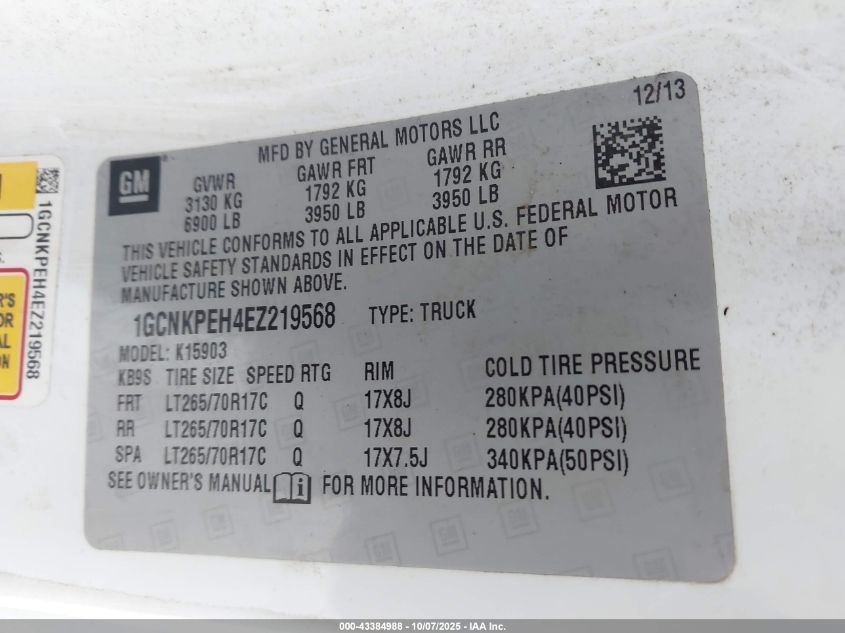 12/13
MFD BY GENERAL MOTORS LLC
GM
GVWR GAWR FRT GAWR RR
3130 KG 1792 KG 1792 KG
6900 LB 3950 LB 3950 LB
THIS VEHICLE CONFORMS TO ALL APPLICABLE U.S. FEDERAL MOTOR
VEHICLE SAFETY STANDARDS IN EFFECT ON THE DATE OF
MANUFACTURE SHOWN ABOVE.
1GCNKPEH4EZ219568 TYPE: TRUCK
MODEL: K15903
KB9S TIRE SIZE SPEED RTG RIM COLD TIRE PRESSURE
FRT LT265/70R17C Q 17X8J 280KPA(40PSI)
RR LT265/70R17C Q 17X8J 280KPA(40PSI)
SPA LT265/70R17C Q 17X7.5J 340KPA(50PSI)
SEE OWNER'S MANUAL i FOR MORE INFORMATION.
1GCNKPEH4EZ219568
000-43384988 - 10/07/2025 - IAA Inc.